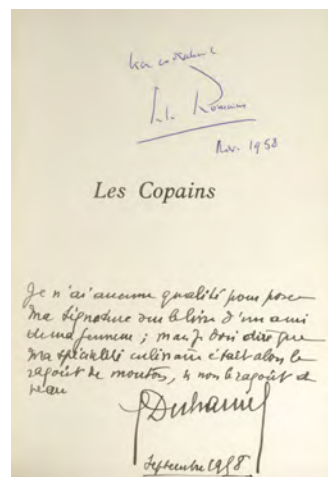 Romains
Nov. 1958
Les Copains
Je n'ai aucune qualité pour poser
ma signature sur le livre d'un ami
de ma jeunesse ; mais je dois dire que
ma spécialité culinaire était alors le
ragoût de mouton, et non le ragoût de
veau
Duhamel
Septembre 1958